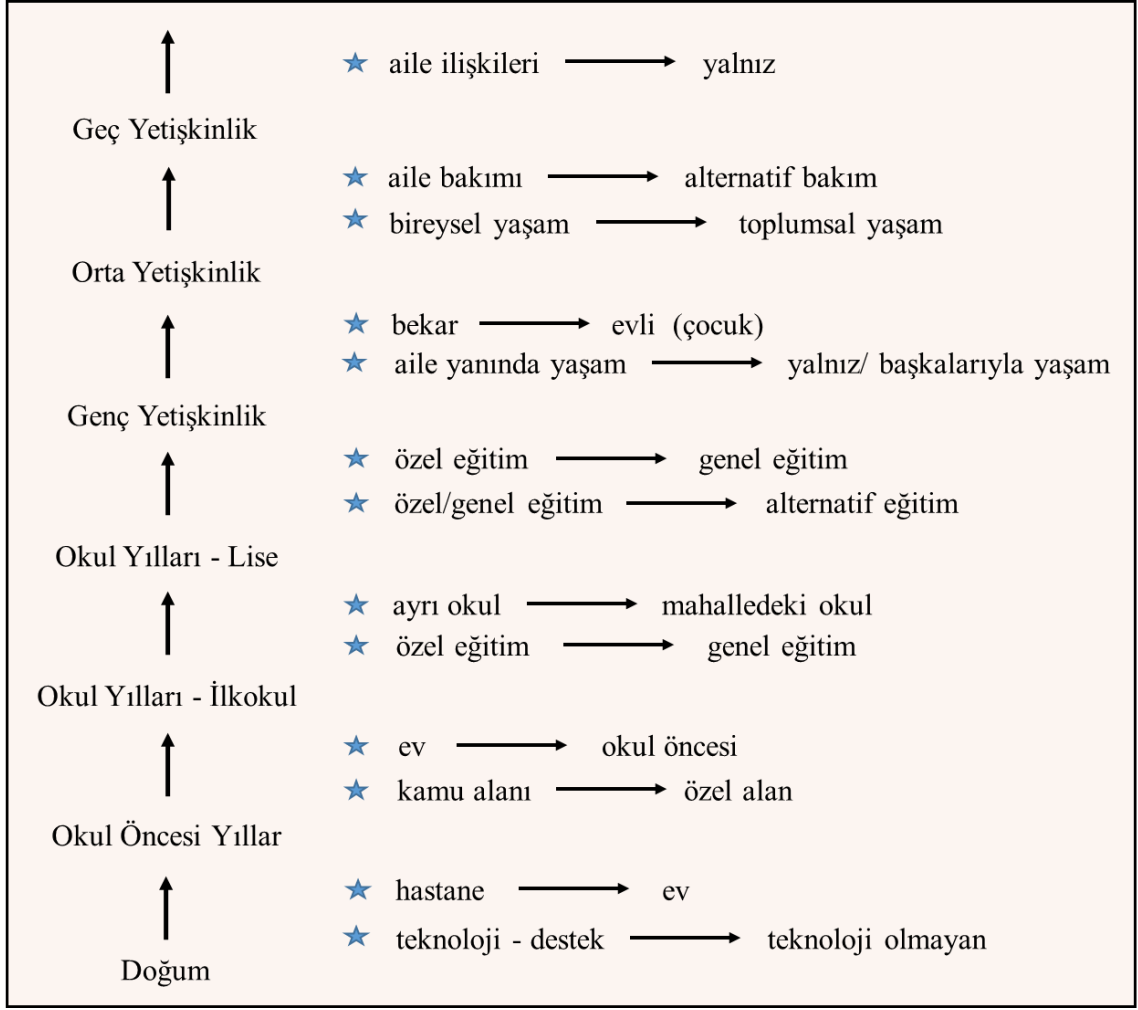 aile ilişkileri yalnız
Geç Yetişkinlik
aile bakımı alternatif bakım
bireysel yaşam toplumsal yaşam
Orta Yetişkinlik
bekar evli (çocuk)
aile yanında yaşam yalnız/ başkalarıyla yaşam
Genç Yetişkinlik
özel eğitim genel eğitim
özel/genel eğitim alternatif eğitim
Okul Yılları - Lise
ayrı okul mahalledeki okul
özel eğitim genel eğitim
Okul Yılları - İlkokul
ev okul öncesi
kamu alanı özel alan
Okul Öncesi Yıllar
hastane ev
teknoloji - destek teknoloji olmayan
Doğum